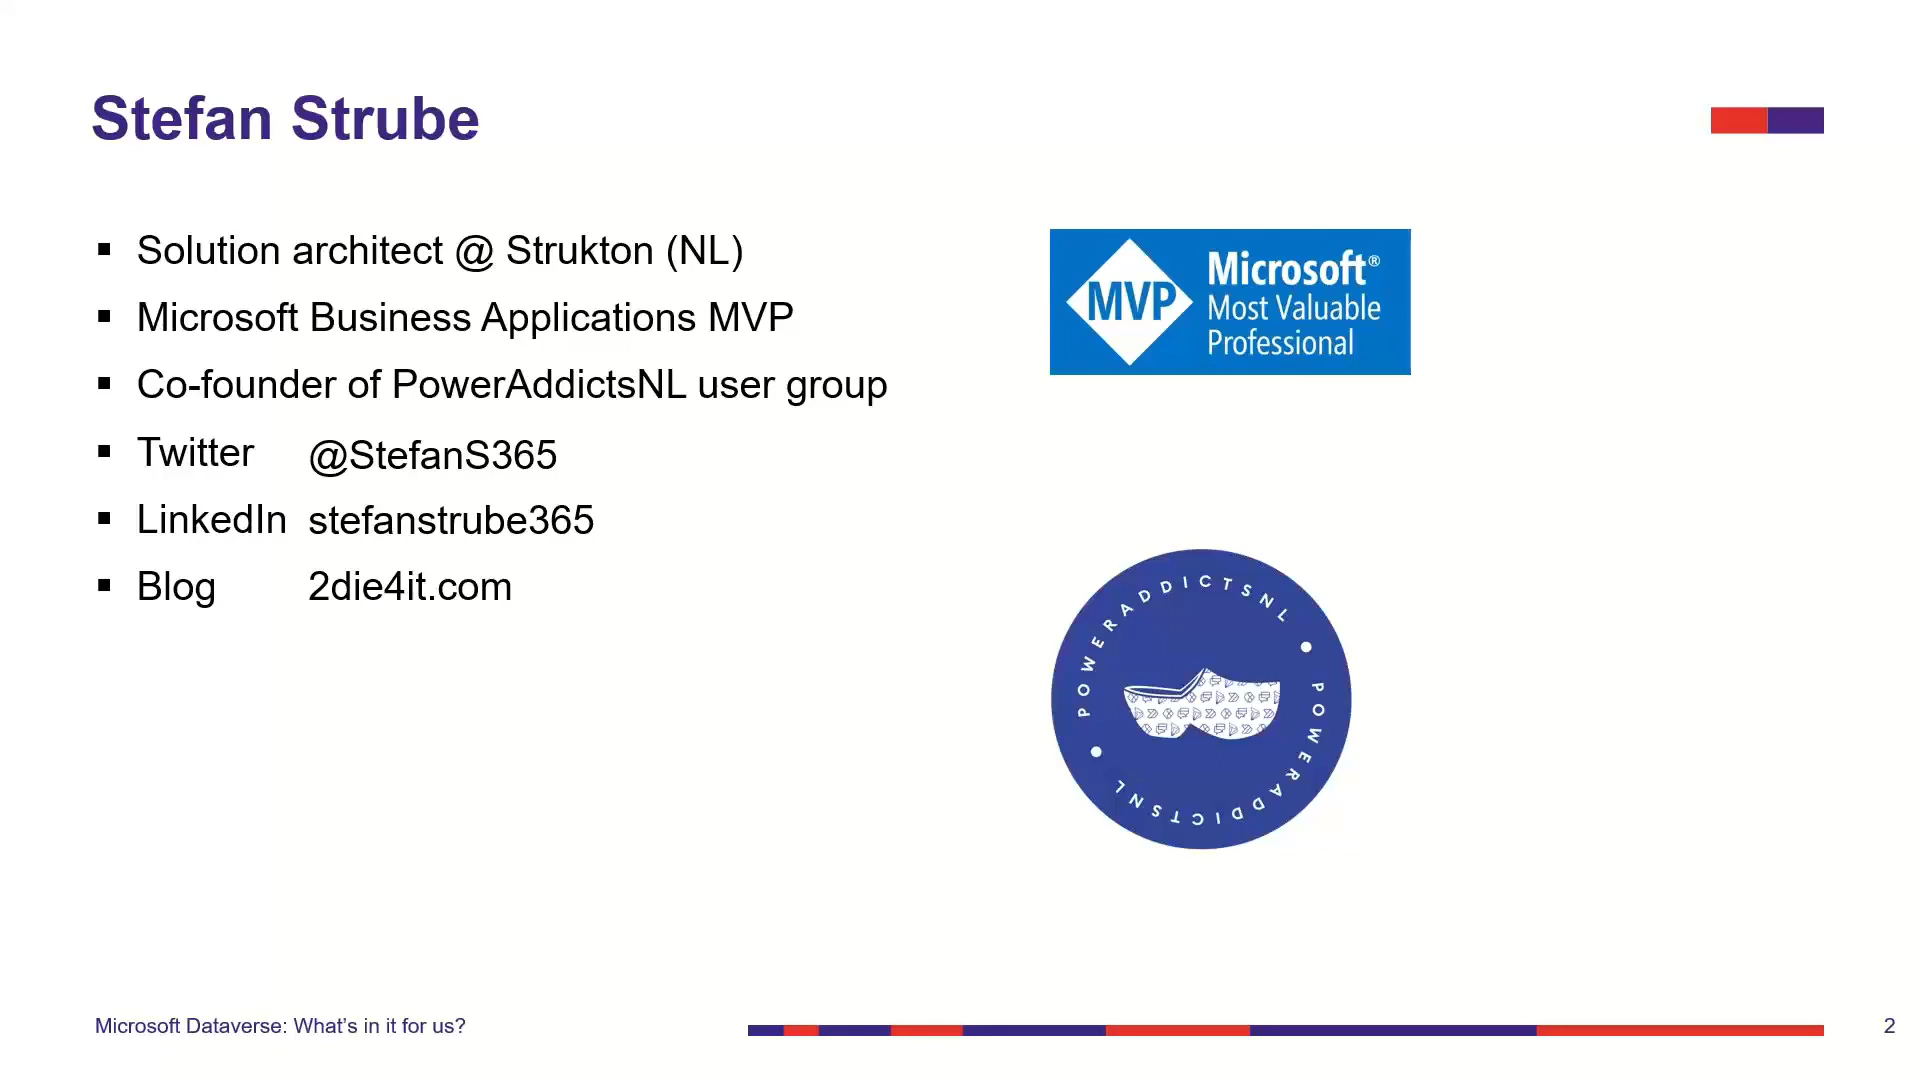 Stefan Strube
▪ Solution architect @ Strukton (NL)
▪ Microsoft Business Applications MVP
▪ Co-founder of PowerAddictsNL user group
▪ Twitter @StefanS365
▪ LinkedIn stefanstrube365
▪ Blog 2die4it.com
MVP
Microsoft®
Most Valuable
Professional
POWERADDICTSNL • POWERADDICTSNL •
Microsoft Dataverse: What’s in it for us?
2